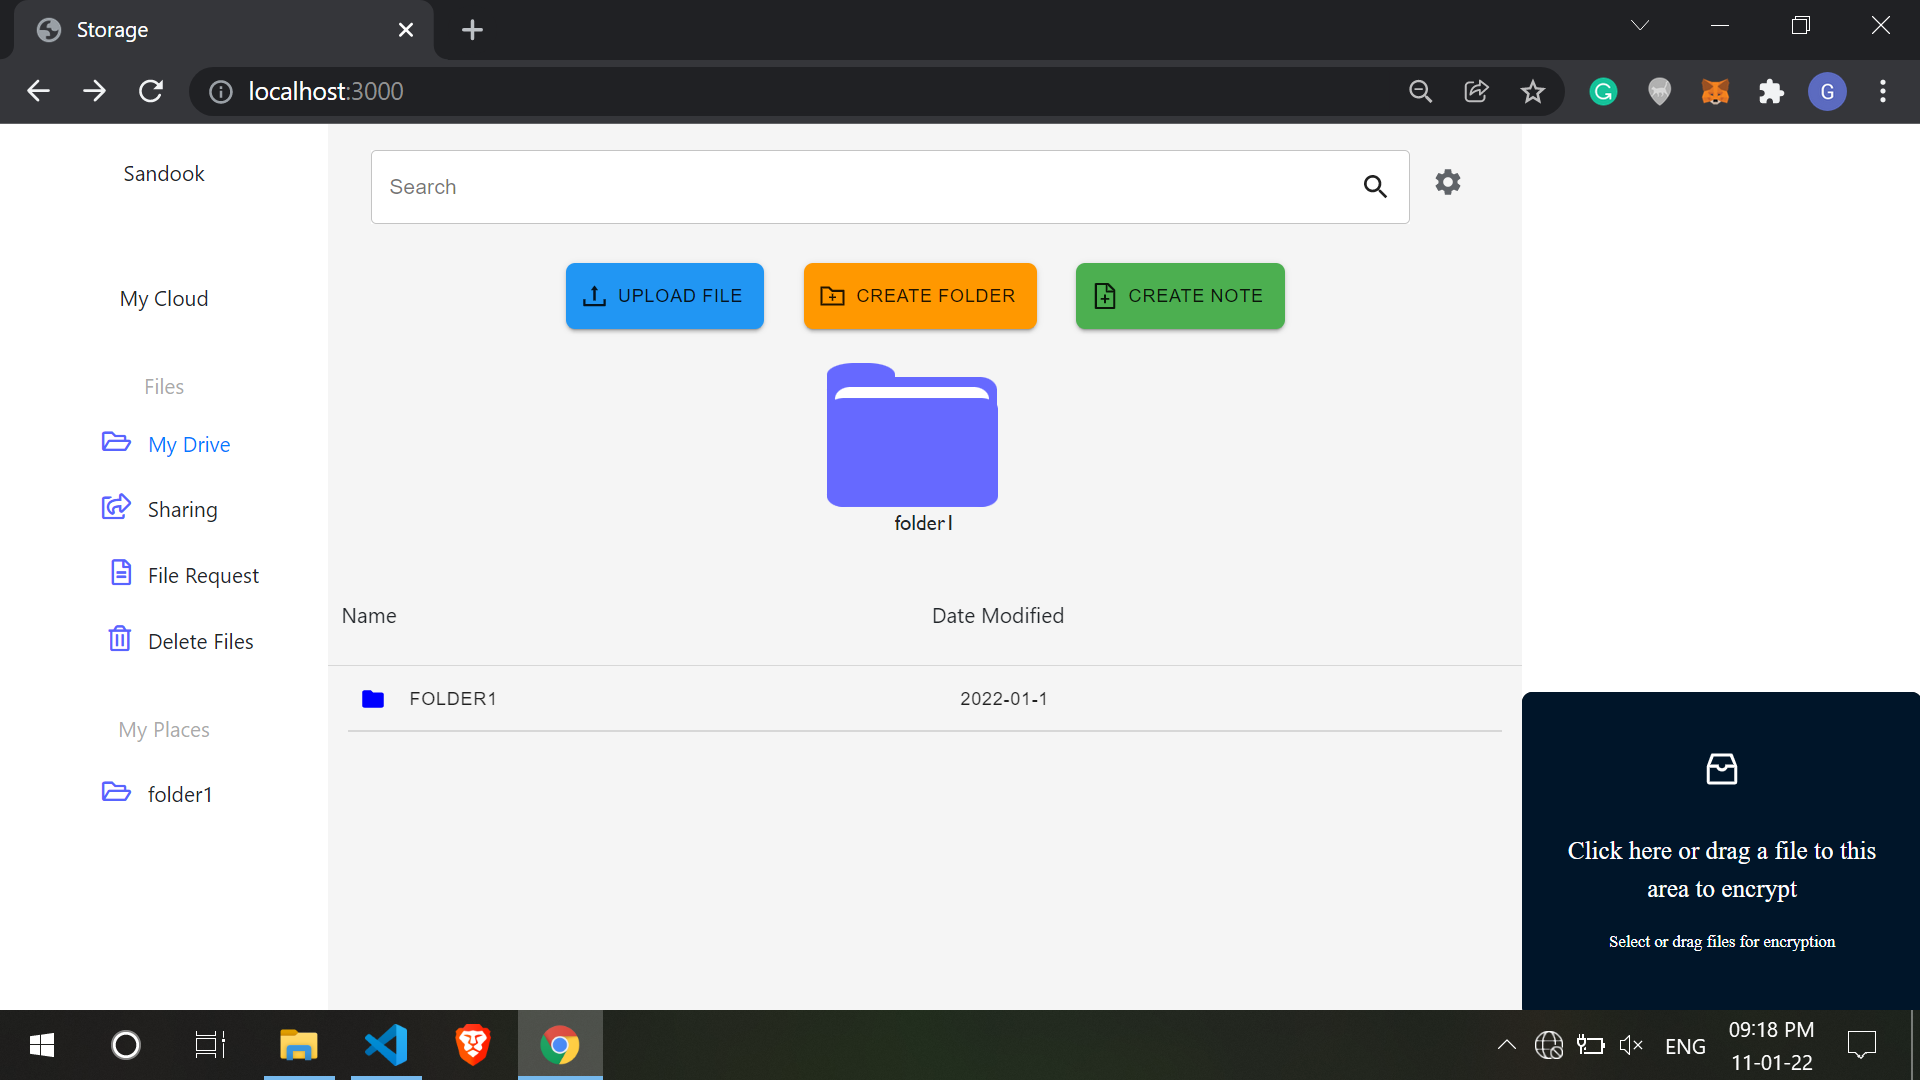 Storage
localhost:3000
G
Sandook
Search
My Cloud
UPLOAD FILE
CREATE FOLDER
CREATE NOTE
Files
My Drive
Sharing
File Request
Delete Files
folder1
Name
Date Modified
FOLDER1
2022-01-1
My Places
folder1
Click here or drag a file to this
area to encrypt
Select or drag files for encryption
ENG
09:18 PM
11-01-22